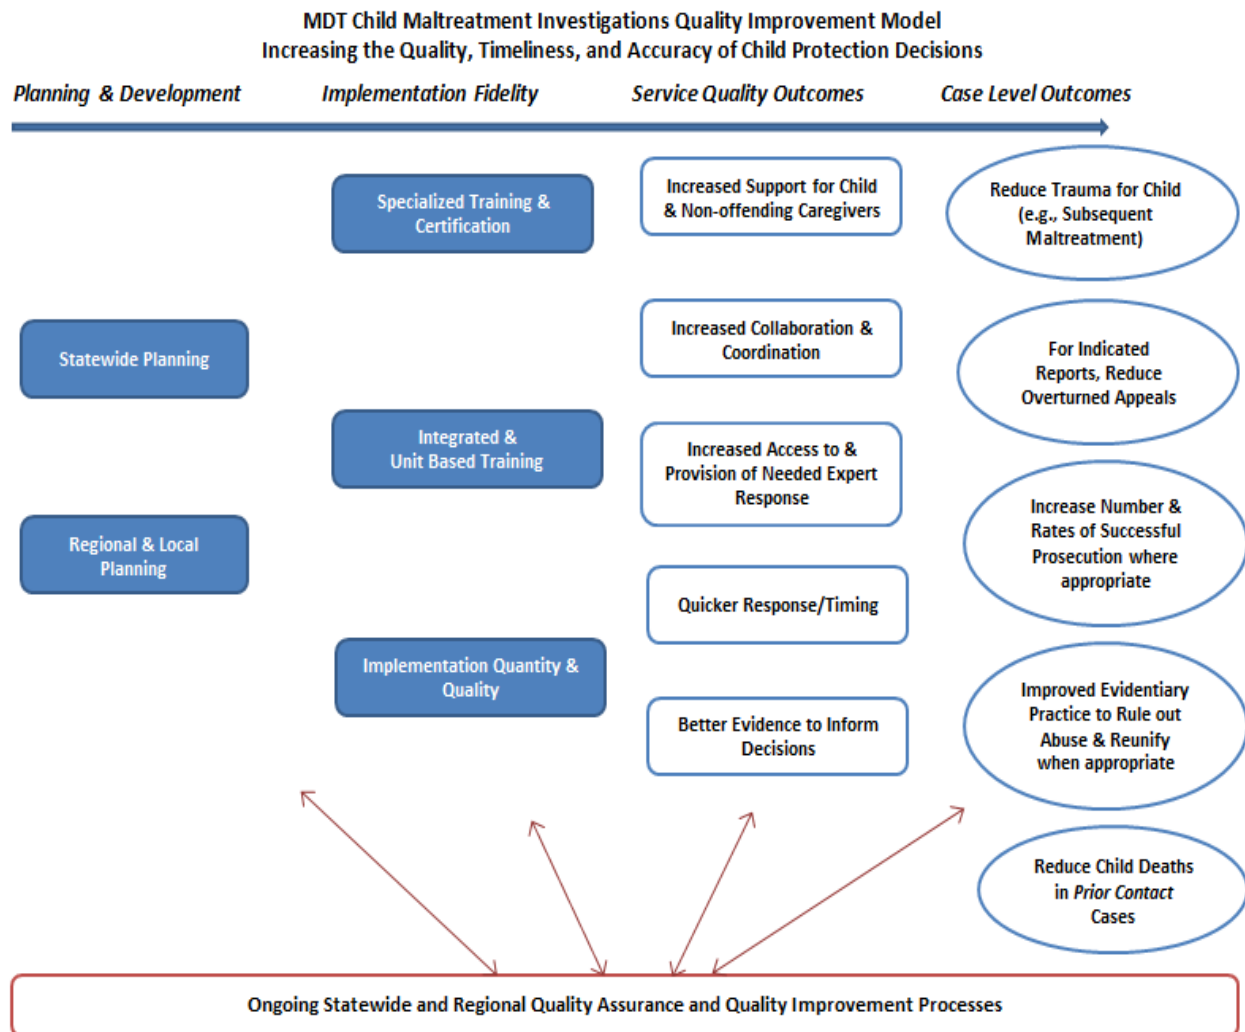 MDT Child Maltreatment Investigations Quality Improvement Model
Increasing the Quality, Timeliness, and Accuracy of Child Protection Decisions
Planning & Development
Implementation Fidelity
Service Quality Outcomes
Case Level Outcomes
Statewide Planning
Regional & Local
Planning
Specialized Training &
Certification
Integrated &
Unit Based Training
Implementation Quantity &
Quality
Increased Support for Child
& Non-offending Caregivers
Increased Collaboration &
Coordination
Increased Access to &
Provision of Needed Expert
Response
Quicker Response/Timing
Better Evidence to Inform
Decisions
Reduce Trauma for Child
(e.g., Subsequent
Maltreatment)
For Indicated
Reports, Reduce
Overturned Appeals
Increase Number &
Rates of Successful
Prosecution where
appropriate
Improved Evidentiary
Practice to Rule out
Abuse & Reunify
when appropriate
Reduce Child Deaths
in Prior Contact
Cases
Ongoing Statewide and Regional Quality Assurance and Quality Improvement Processes